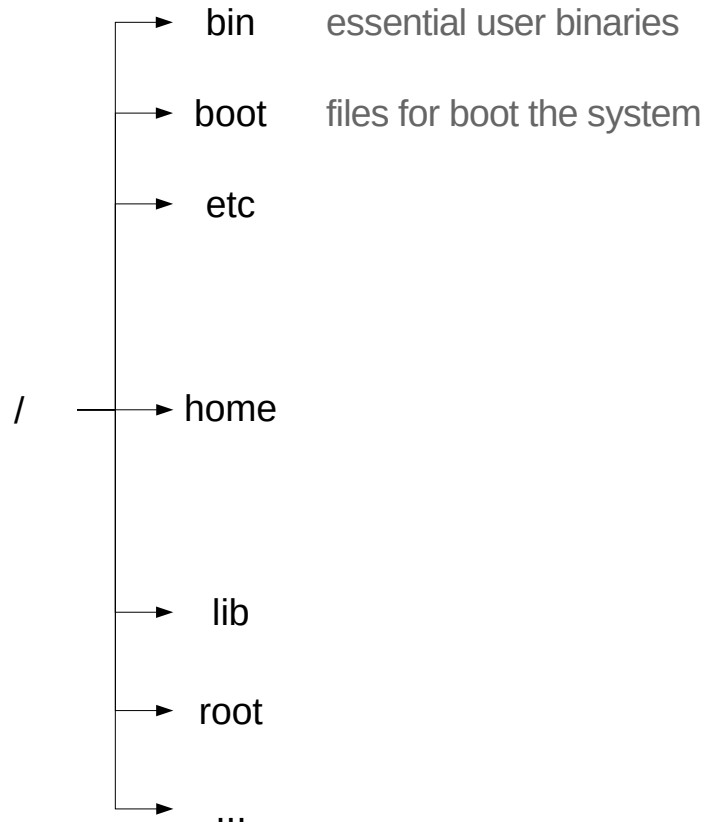 bin essential user binaries
boot files for boot the system
etc
/ home
lib
root
...